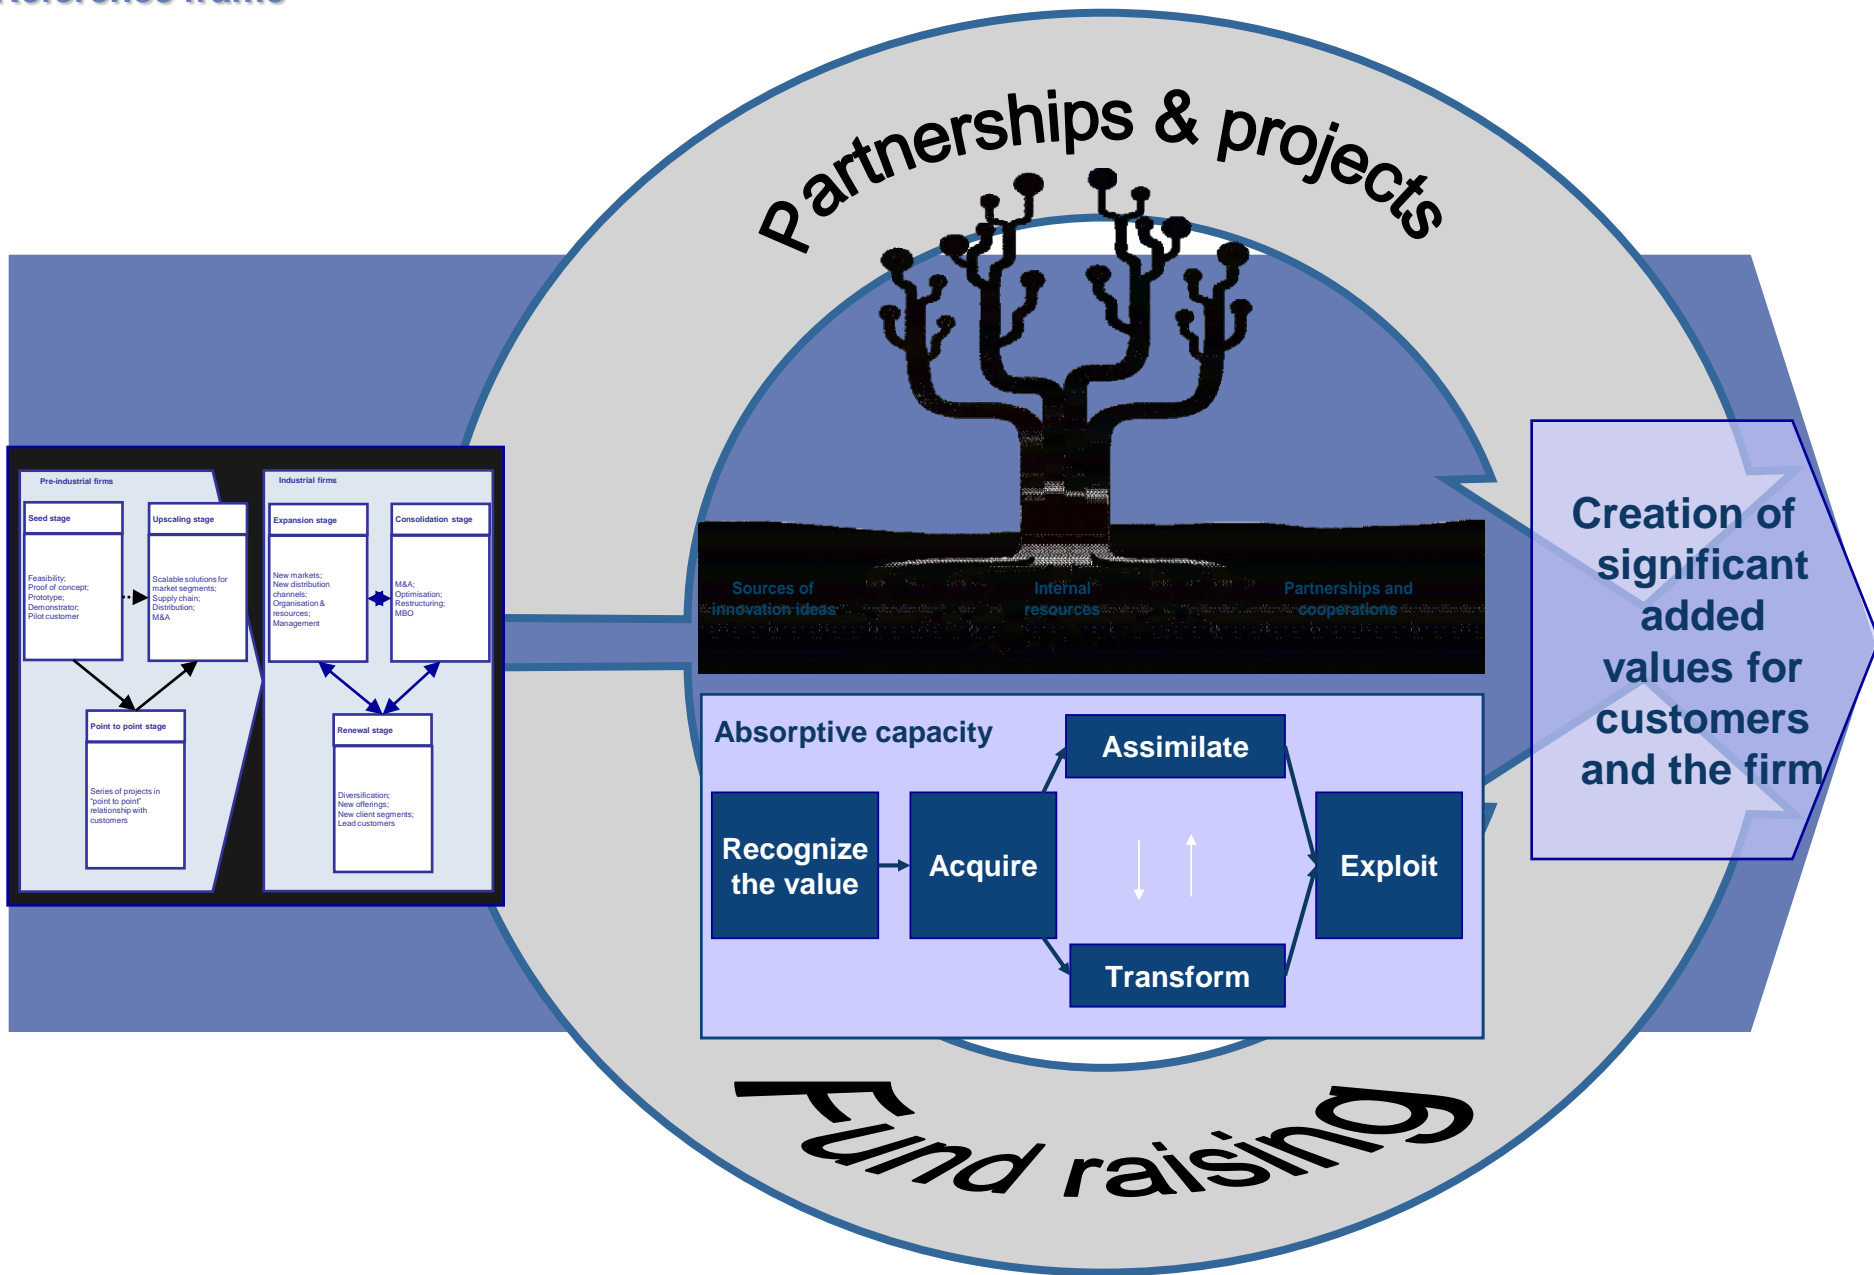 Reference frame
Partnerships & projects
Pre-industrial firms
Seed stage
Feasibility;
Proof of concept;
Prototype;
Demonstrator;
Pilot customer
Upscaling stage
Scalable solutions for
market segments;
Supply chain;
Distribution;
M&A
Point to point stage
Series of projects in
"point to point"
relationship with
customers
Industrial firms
Expansion stage
New markets;
New distribution
channels;
Organisation &
resources;
Management
Consolidation stage
M&A;
Optimisation;
Restructuring;
MBO
Renewal stage
Diversification;
New offerings;
New client segments;
Lead customers
Sources of
innovation ideas
Internal
resources
Partnerships and
cooperations
Absorptive capacity
Recognize
the value
Acquire
Assimilate
Transform
Exploit
Creation of
significant
added
values for
customers
and the firm
Fund raising